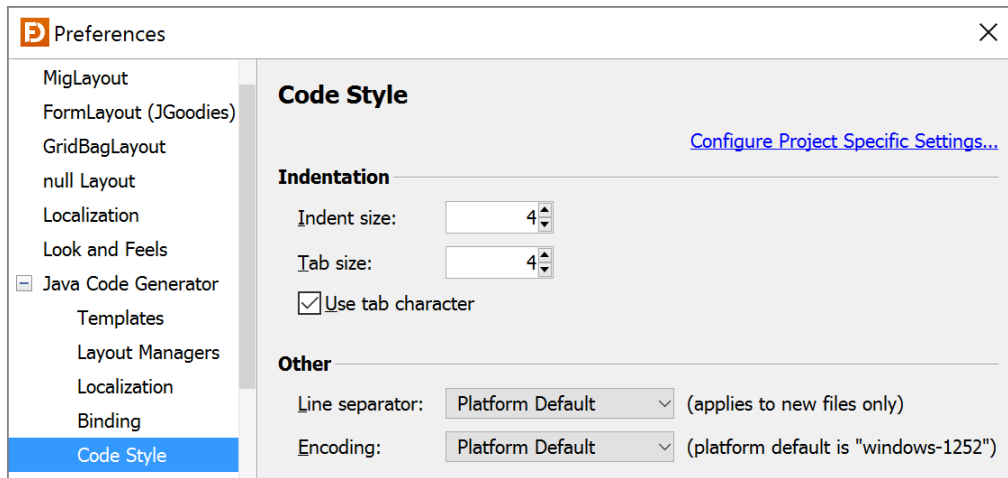 Preferences
MigLayout
FormLayout (JGoodies)
GridBagLayout
null Layout
Localization
Look and Feels
Java Code Generator
Templates
Layout Managers
Localization
Binding
Code Style
Code Style
Configure Project Specific Settings...
Indentation
Indent size: 4
Tab size: 4
Use tab character
Other
Line separator: Platform Default (applies to new files only)
Encoding: Platform Default (platform default is "windows-1252")